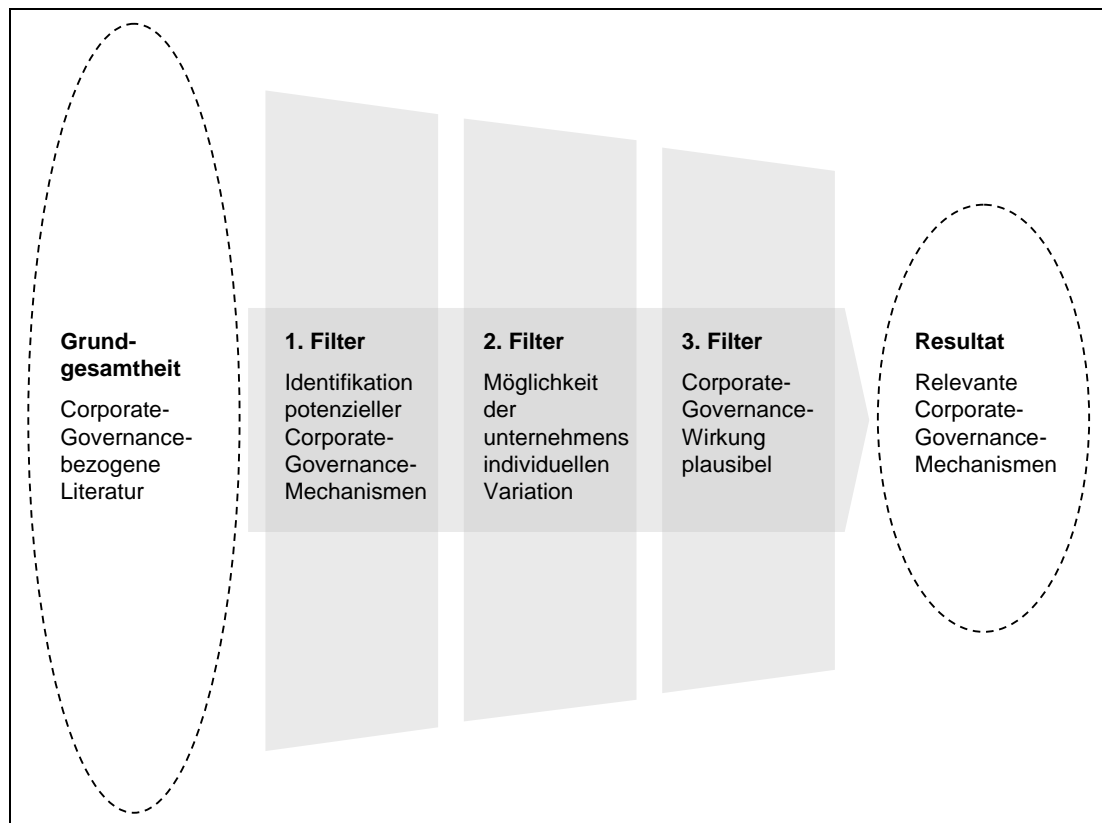 Grund-
gesamtheit
Corporate-
Governance-
bezogene
Literatur
1. Filter
Identifikation
potenzieller
Corporate-
Governance-
Mechanismen
2. Filter
Möglichkeit
der
unternehmens
individuellen
Variation
3. Filter
Corporate-
Governance-
Wirkung
plausibel
Resultat
Relevante
Corporate-
Governance-
Mechanismen